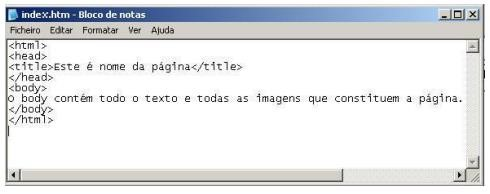 index.htm - Bloco de notas
Ficheiro Editar Formatar Ver Ajuda
<html>
<head>
<title>Este é nome da página</title>
</head>
<body>
O body contém todo o texto e todas as imagens que constituem a página.
</body>
</html>